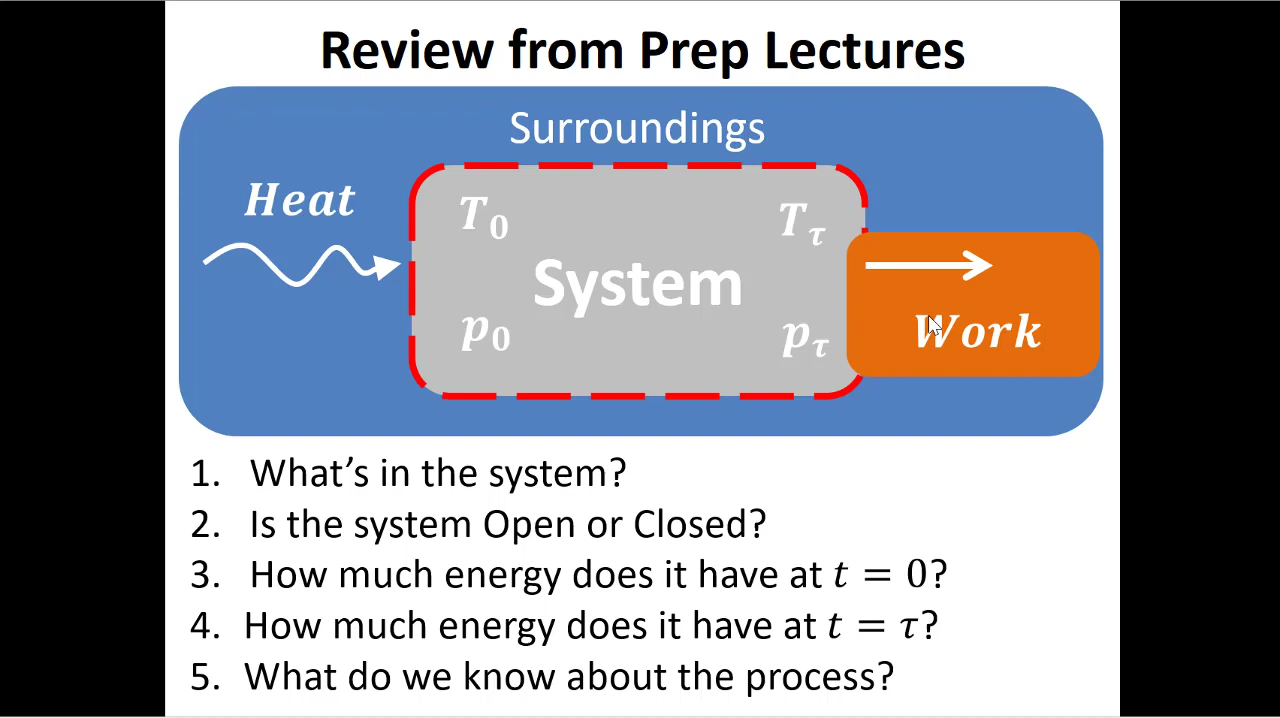 Review from Prep Lectures
Surroundings
Heat
T₀
T_τ
System
p₀
p_τ
Work
1. What’s in the system?
2. Is the system Open or Closed?
3. How much energy does it have at t = 0?
4. How much energy does it have at t = τ?
5. What do we know about the process?